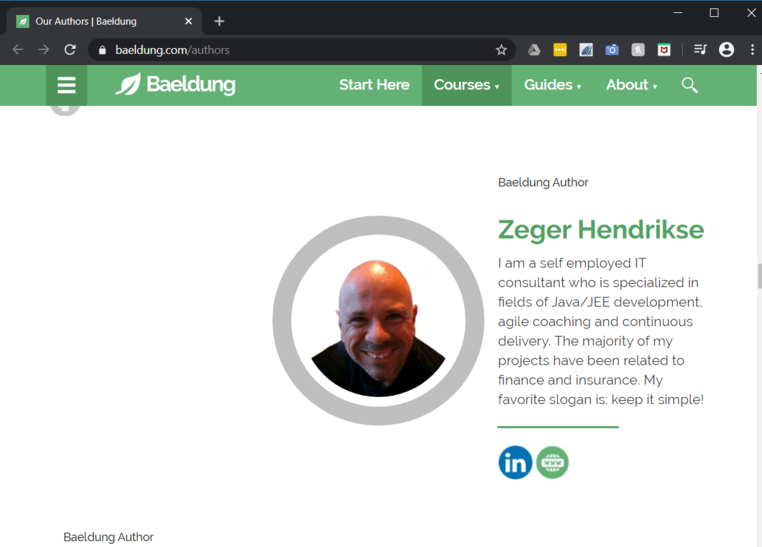 Our Authors | Baeldung
baeldung.com/authors
Baeldung
Start Here
Courses
Guides
About
Baeldung Author
Zeger Hendrikse
I am a self employed IT
consultant who is specialized in
fields of Java/JEE development,
agile coaching and continuous
delivery. The majority of my
projects have been related to
finance and insurance. My
favorite slogan is: keep it simple!
in
www
Baeldung Author